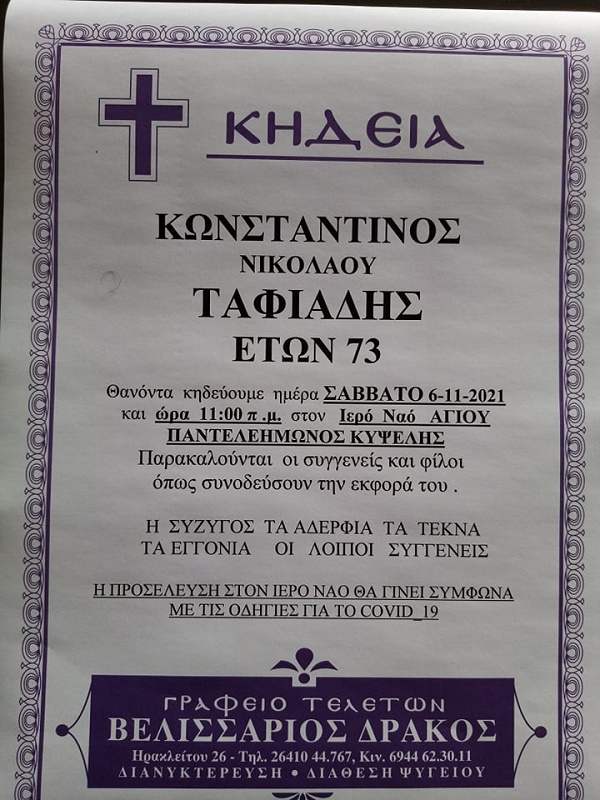 ΚΗΔΕΙΑ
ΚΩΝΣΤΑΝΤΙΝΟΣ
ΝΙΚΟΛΑΟΥ
ΤΑΦΙΑΔΗΣ
ΕΤΩΝ 73
Θανόντα κηδεύουμε ημέρα ΣΑΒΒΑΤΟ 6-11-2021
και ώρα 11:00 π .μ. στον Ιερό Ναό ΑΓΙΟΥ
ΠΑΝΤΕΛΕΗΜΩΝΟΣ ΚΥΨΕΛΗΣ
Παρακαλούνται οι συγγενείς και φίλοι
όπως συνοδεύσουν την εκφορά του .
Η ΣΥΖΥΓΟΣ ΤΑ ΑΔΕΡΦΙΑ ΤΑ ΤΕΚΝΑ
ΤΑ ΕΓΓΟΝΙΑ ΟΙ ΛΟΙΠΟΙ ΣΥΓΓΕΝΕΙΣ
Η ΠΡΟΣΕΛΕΥΣΗ ΣΤΟΝ ΙΕΡΟ ΝΑΟ ΘΑ ΓΙΝΕΙ ΣΥΜΦΩΝΑ
ΜΕ ΤΙΣ ΟΔΗΓΙΕΣ ΓΙΑ ΤΟ COVID_19
ΓΡΑΦΕΙΟ ΤΕΛΕΤΩΝ
ΒΕΛΙΣΣΑΡΙΟΣ ΔΡΑΚΟΣ
Ηρακλείτου 26 - Τηλ. 26410 44.767, Κιν. 6944 62.30.11
ΔΙΑΝΥΚΤΕΡΕΥΣΗ • ΔΙΑΘΕΣΗ ΨΥΓΕΙΟΥ